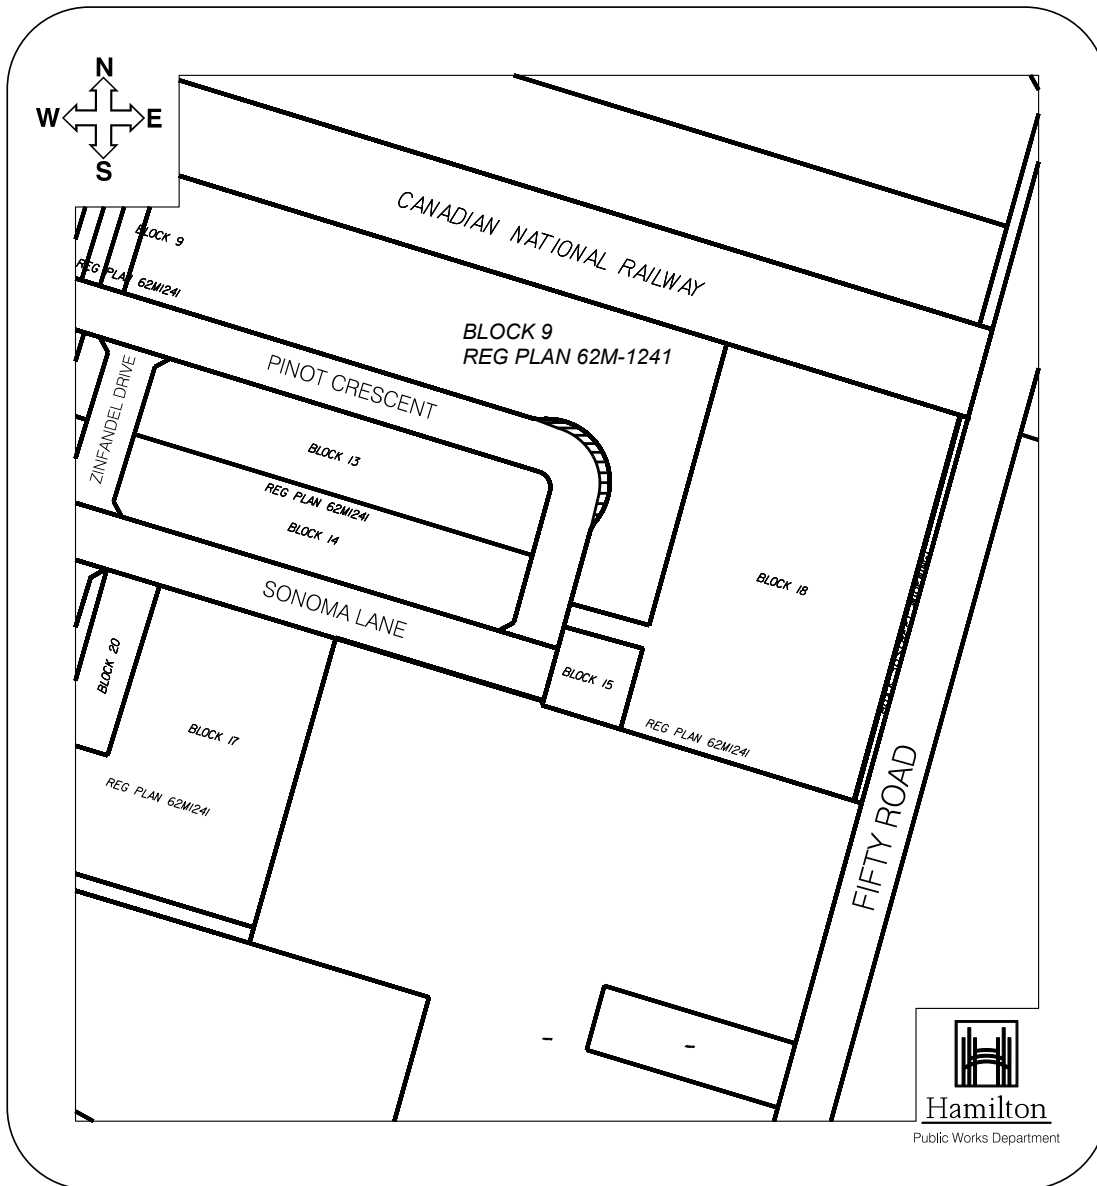 N
W E
S
CANADIAN NATIONAL RAILWAY
BLOCK 9
REG PLAN 62M1241
BLOCK 9
REG PLAN 62M-1241
PINOT CRESCENT
ZINFANDEL DRIVE
BLOCK 13
REG PLAN 62M1241
BLOCK 14
BLOCK 18
SONOMA LANE
BLOCK 20
BLOCK 15
BLOCK 17
REG PLAN 62M1241
REG PLAN 62M1241
FIFTY ROAD
Hamilton
Public Works Department